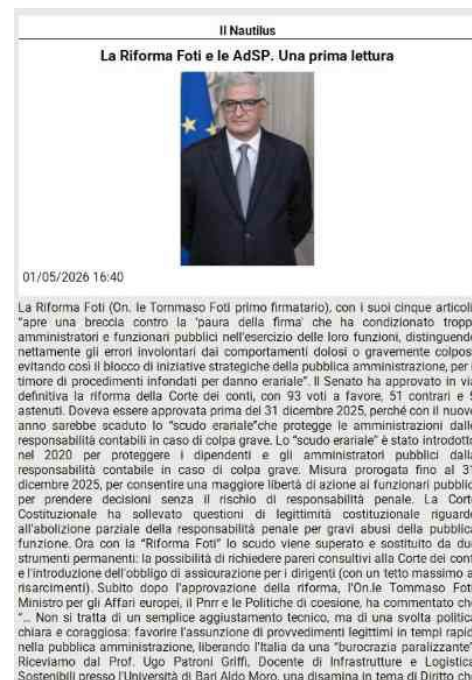 Il Nautilus
La Riforma Foti e le AdSP. Una prima lettura
01/05/2026 16:40
La Riforma Foti (On. le Tommaso Foti primo firmatario), con i suoi cinque articoli
"apre una breccia contro la 'paura della firma' che ha condizionato troppi
amministratori e funzionari pubblici nell'esercizio delle loro funzioni, distinguendo
nettamente gli errori involontari dai comportamenti dolosi o gravemente colposi
evitando così il blocco di iniziative strategiche della pubblica amministrazione, per
timore di procedimenti infondati per danno erariale". Il Senato ha approvato in via
definitiva la riforma della Corte dei conti, con 93 voti a favore, 51 contrari e 5
astenuti. Doveva essere approvata prima del 31 dicembre 2025, perché con il nuovo
anno sarebbe scaduto lo "scudo erariale"che protegge le amministrazioni dalle
responsabilità contabili in caso di colpa grave. Lo "scudo erariale" è stato introdotto
nel 2020 per proteggere i dipendenti e gli amministratori pubblici dalla
responsabilità contabile in caso di colpa grave. Misura prorogata fino al 31
dicembre 2025, per consentire una maggiore libertà di azione ai funzionari pubblici
per prendere decisioni senza il rischio di responsabilità penale. La Corte
Costituzionale ha sollevato questioni di legittimità costituzionale riguardo
all'abolizione parziale della responsabilità penale per gravi abusi della pubblica
funzione. Ora con la "Riforma Foti" lo scudo viene superato e sostituito da due
strumenti permanenti: la possibilità di richiedere pareri consultivi alla Corte dei conti
e l'introduzione dell'obbligo di assicurazione per i dirigenti (con un tetto massimo ai
risarcimenti). Subito dopo l'approvazione della riforma, l'On.le Tommaso Foti
Ministro per gli Affari europei, il Pnrr e le Politiche di coesione, ha commentato che
"… Non si tratta di un semplice aggiustamento tecnico, ma di una svolta politica
chiara e coraggiosa: favorire l'assunzione di provvedimenti legittimi in tempi rapidi
nella pubblica amministrazione, liberando l'Italia da una "burocrazia paralizzante"
Riceviamo dal Prof. Ugo Patroni Griffi, Docente di Infrastrutture e Logistica
Sostenibili presso l'Università di Bari Aldo Moro, una disamina in tema di Diritto che